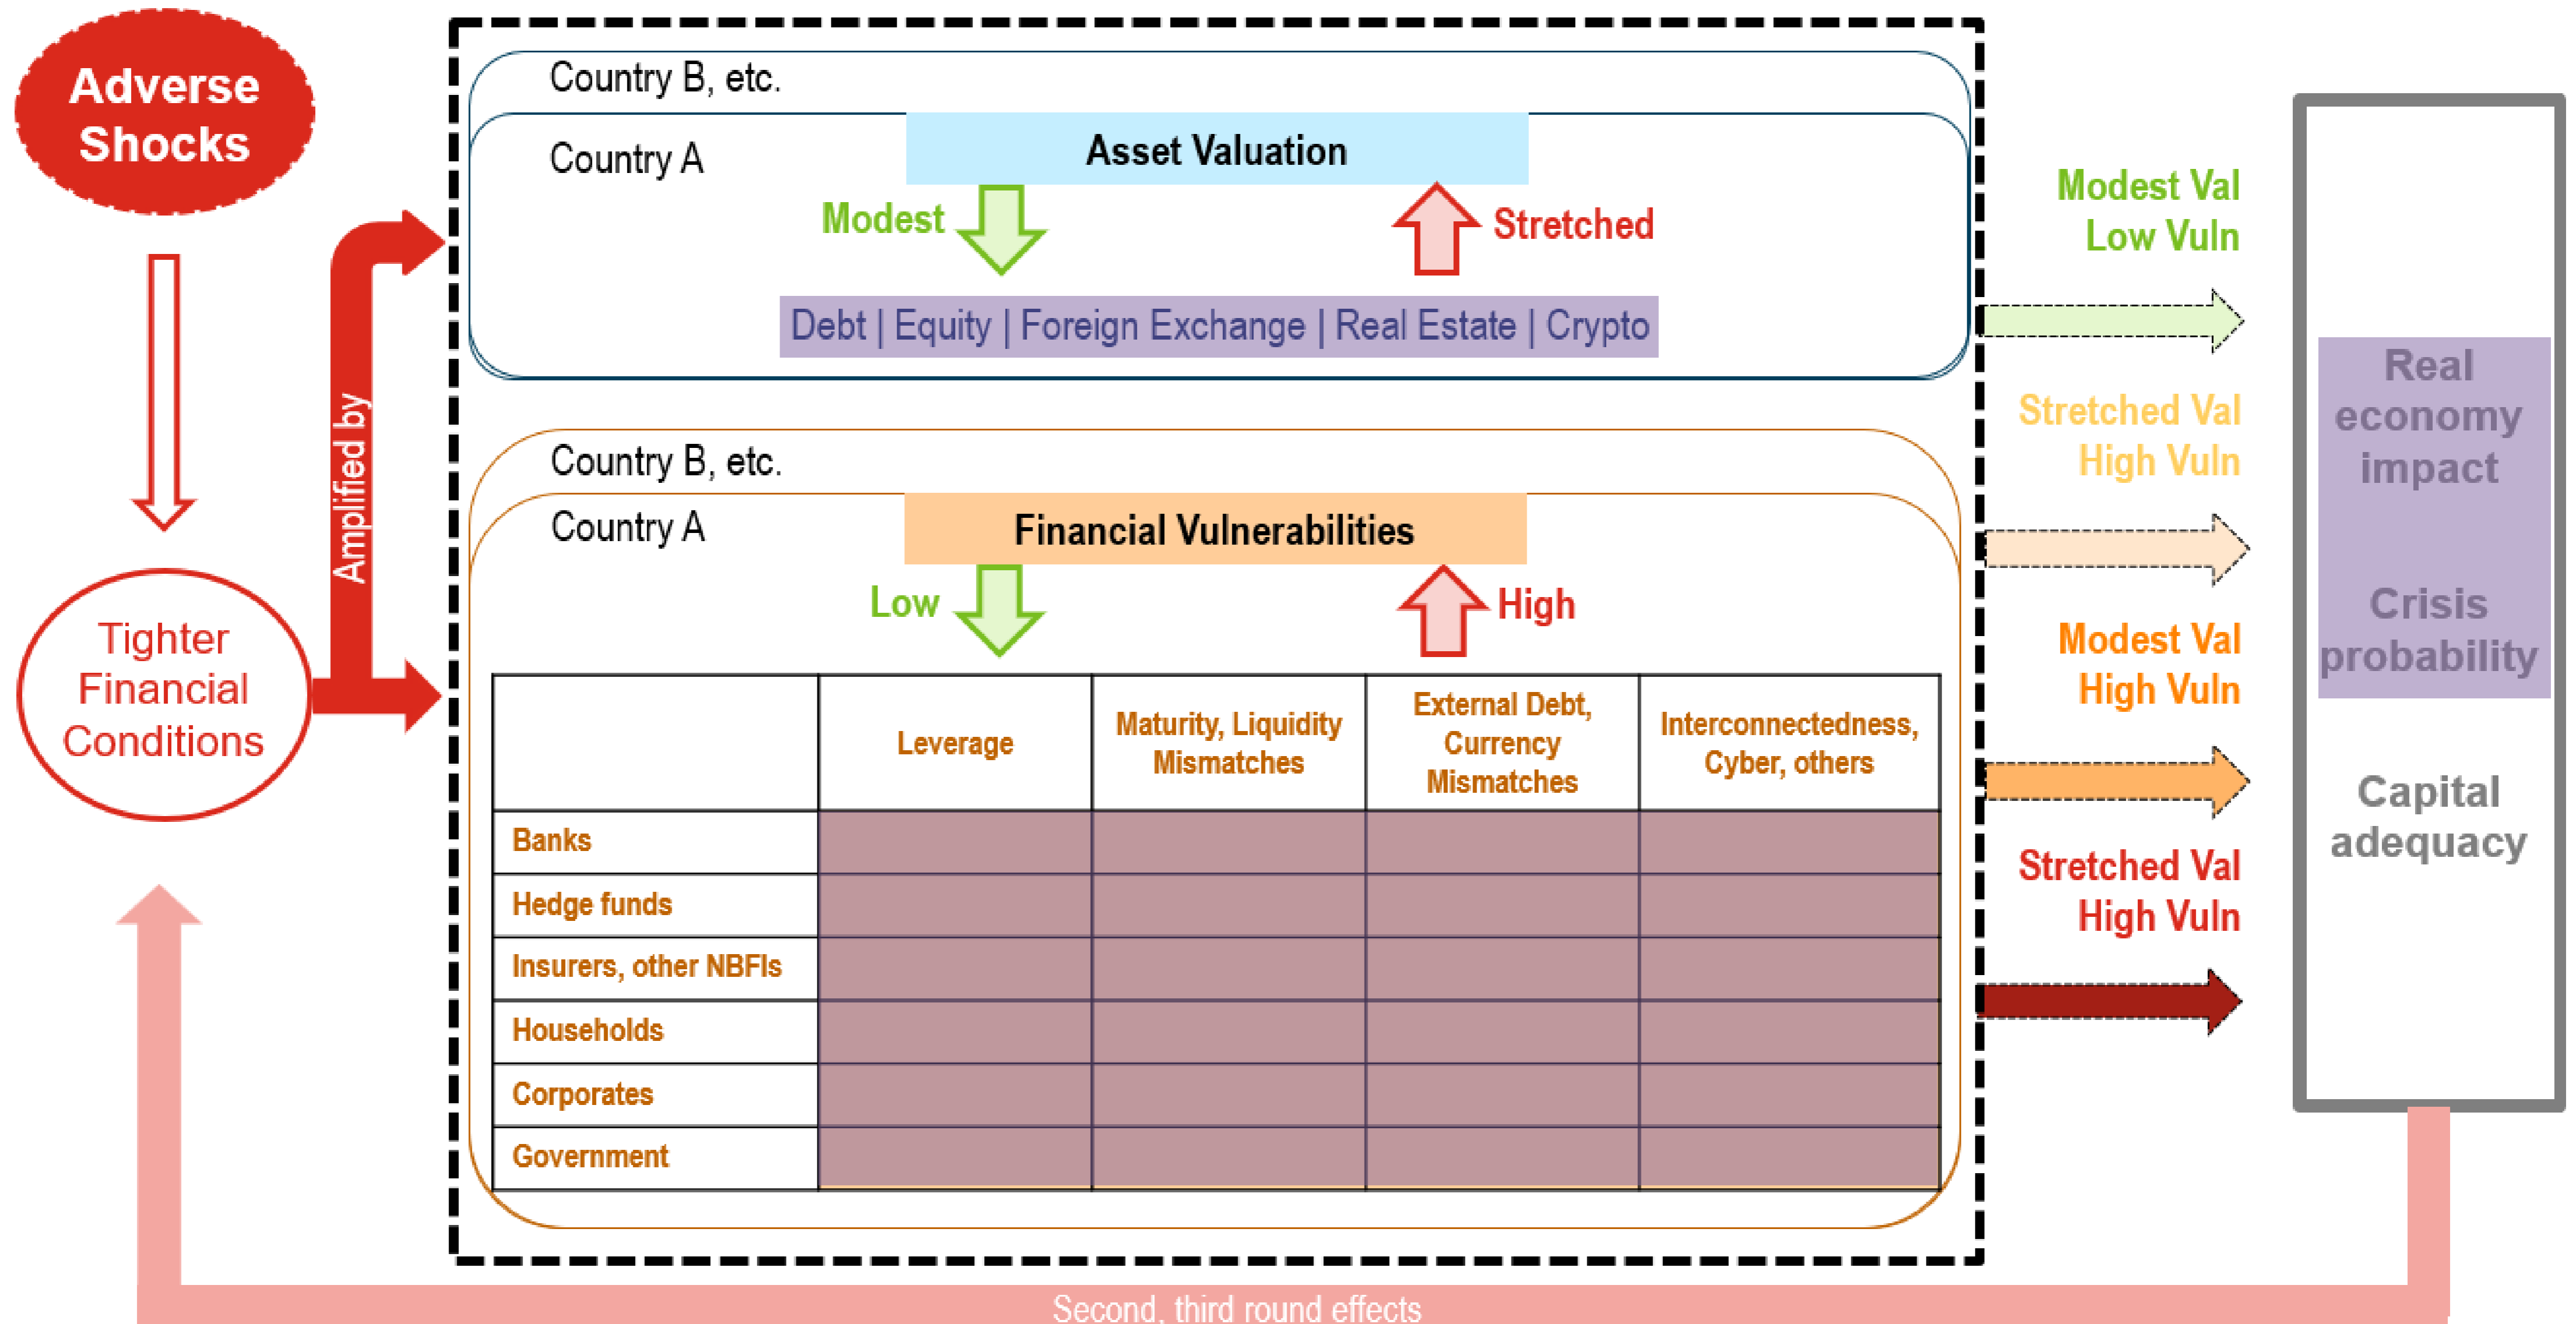 Adverse
Shocks
Tighter
Financial
Conditions
Amplified by
Country B, etc.
Country A
Asset Valuation
Modest
Stretched
Debt | Equity | Foreign Exchange | Real Estate | Crypto
Country B, etc.
Country A
Financial Vulnerabilities
Low
High
Leverage
Maturity, Liquidity
Mismatches
External Debt,
Currency
Mismatches
Interconnectedness,
Cyber, others
Banks
Hedge funds
Insurers, other NBFIs
Households
Corporates
Government
Modest Val
Low Vuln
Stretched Val
High Vuln
Modest Val
High Vuln
Stretched Val
High Vuln
Real
economy
impact
Crisis
probability
Capital
adequacy
Second, third round effects